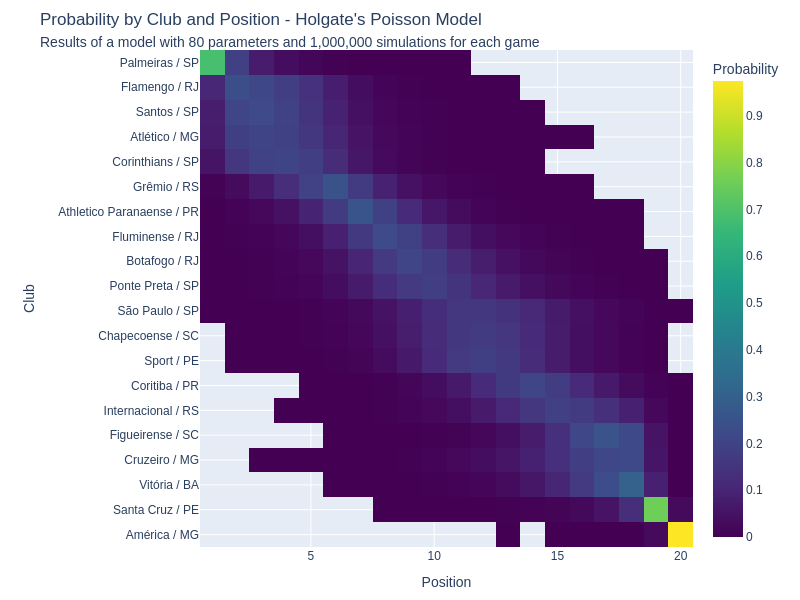 Probability by Club and Position - Holgate's Poisson Model
Results of a model with 80 parameters and 1,000,000 simulations for each game
Probability
Palmeiras / SP
Flamengo / RJ
Santos / SP
Atlético / MG
Corinthians / SP
Grêmio / RS
Athletico Paranaense / PR
Fluminense / RJ
Botafogo / RJ
Ponte Preta / SP
São Paulo / SP
Chapecoense / SC
Sport / PE
Coritiba / PR
Internacional / RS
Figueirense / SC
Cruzeiro / MG
Vitória / BA
Santa Cruz / PE
América / MG
Club
0.9
0.8
0.7
0.6
0.5
0.4
0.3
0.2
0.1
0
5 10 15 20
Position